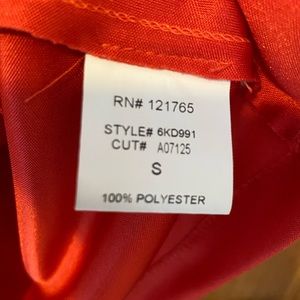 RN# 121765
STYLE# 6KD991
CUT# A07125
S
100% POLYESTER